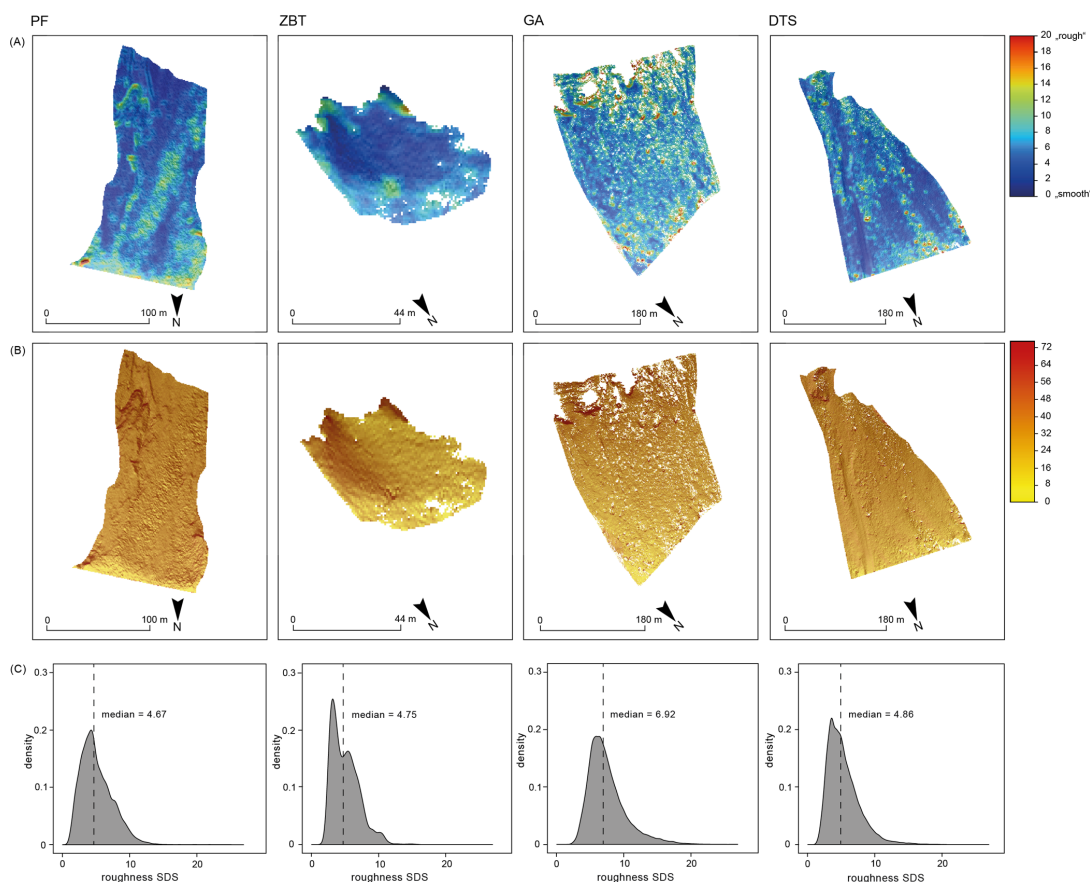 PF ZBT GA DTS
(A)
20 „rough“
18
16
14
12
10
8
6
4
2
0 „smooth“
0 100 m N
0 44 m N
0 180 m N
0 180 m N
(B)
72
64
56
48
40
32
24
16
8
0
0 100 m N
0 44 m N
0 180 m N
0 180 m N
(C)
0.3
0.2
0.1
0
density
median = 4.67
0 10 20
roughness SDS
0.3
0.2
0.1
0
density
median = 4.75
0 10 20
roughness SDS
0.3
0.2
0.1
0
density
median = 6.92
0 10 20
roughness SDS
0.3
0.2
0.1
0
density
median = 4.86
0 10 20
roughness SDS